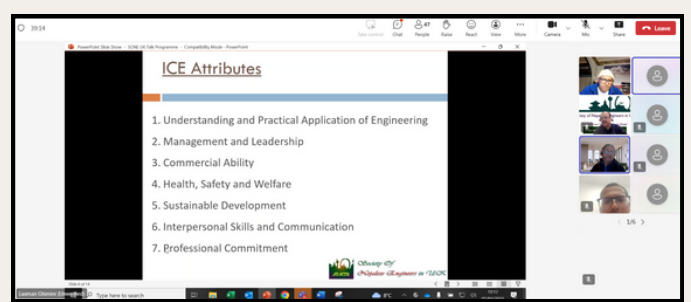 39:14
Chat
47
People
Raise
React
View
More
Camera
Mic
Share
Leave
PowerPoint Slide Show - SONE UK Talk Programme - Compatibility Mode - PowerPoint
ICE Attributes
1. Understanding and Practical Application of Engineering
2. Management and Leadership
3. Commercial Ability
4. Health, Safety and Welfare
5. Sustainable Development
6. Interpersonal Skills and Communication
7. Professional Commitment
Society Of
Nepalese Engineers in UK
1/6
Type here to search